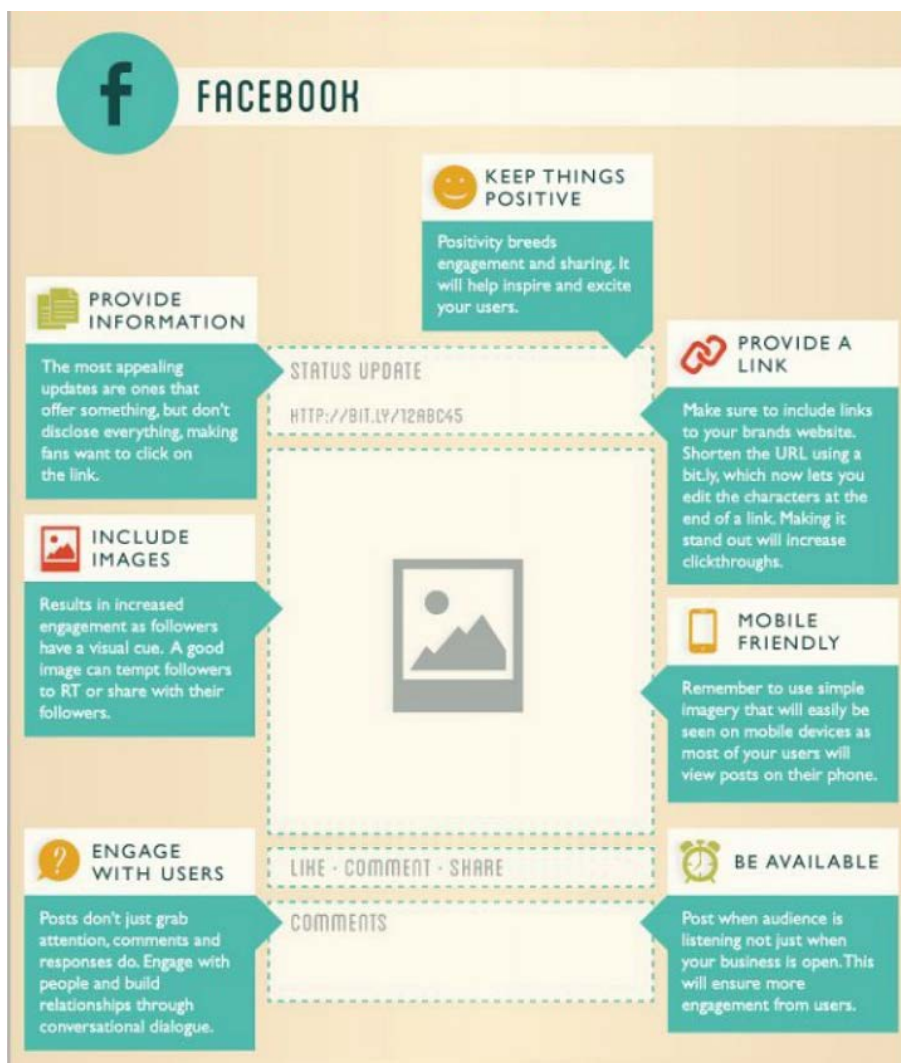 f
FACEBOOK
KEEP THINGS
POSITIVE
Positivity breeds
engagement and sharing. It
will help inspire and excite
your users.
PROVIDE
INFORMATION
The most appealing
updates are ones that
offer something, but don't
disclose everything, making
fans want to click on
the link.
STATUS UPDATE
HTTP://BIT.LY/12ABC45
PROVIDE A
LINK
Make sure to include links
to your brands website.
Shorten the URL using a
bit.ly, which now lets you
edit the characters at the
end of a link. Making it
stand out will increase
clickthroughs.
INCLUDE
IMAGES
Results in increased
engagement as followers
have a visual cue. A good
image can tempt followers
to RT or share with their
followers.
MOBILE
FRIENDLY
Remember to use simple
imagery that will easily be
seen on mobile devices as
most of your users will
view posts on their phone.
?
ENGAGE
WITH USERS
Posts don't just grab
attention, comments and
responses do. Engage with
people and build
relationships through
conversational dialogue.
LIKE · COMMENT · SHARE
COMMENTS
BE AVAILABLE
Post when audience is
listening not just when
your business is open. This
will ensure more
engagement from users.